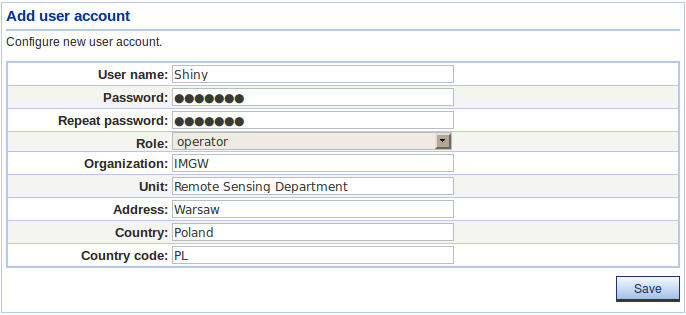 Add user account
Configure new user account.
User name: Shiny
Password: ●●●●●●●
Repeat password: ●●●●●●●
Role: operator
Organization: IMGW
Unit: Remote Sensing Department
Address: Warsaw
Country: Poland
Country code: PL
Save